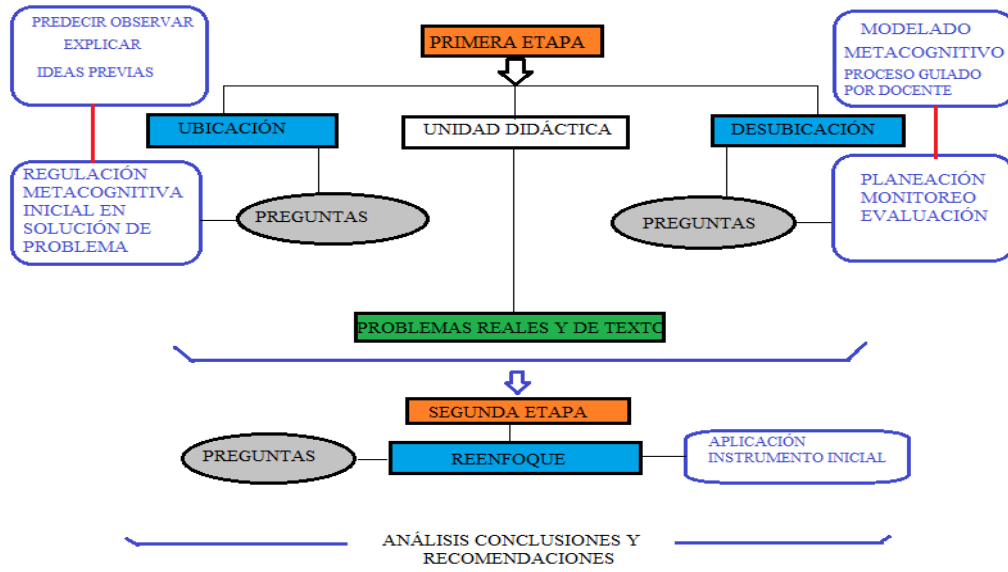 PREDECIR OBSERVAR
EXPLICAR
IDEAS PREVIAS
PRIMERA ETAPA
MODELADO
METACOGNITIVO
PROCESO GUIADO
POR DOCENTE
UBICACIÓN
UNIDAD DIDÁCTICA
DESUBICACIÓN
REGULACIÓN
METACOGNITIVA
INICIAL EN
SOLUCIÓN DE
PROBLEMA
PREGUNTAS
PREGUNTAS
PLANEACIÓN
MONITOREO
EVALUACIÓN
PROBLEMAS REALES Y DE TEXTO
SEGUNDA ETAPA
PREGUNTAS
REENFOQUE
APLICACIÓN
INSTRUMENTO INICIAL
ANÁLISIS CONCLUSIONES Y
RECOMENDACIONES